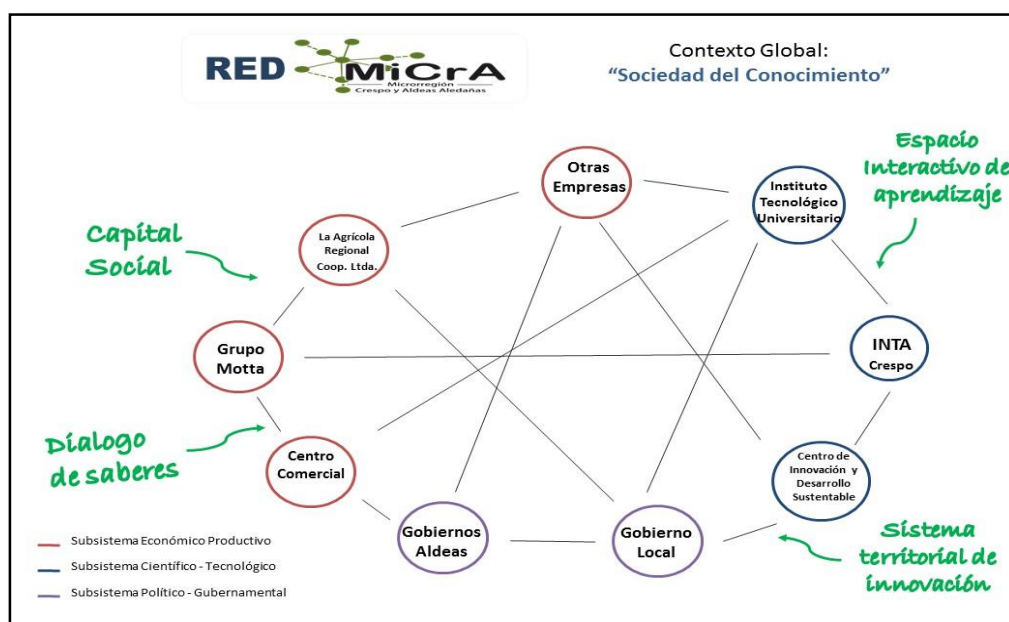 RED MiCrA
Microrregión
Crespo y Aldeas Aledañas
Contexto Global:
“Sociedad del Conocimiento”
Otras
Empresas
Instituto
Tecnológico
Universitario
Espacio
Interactivo de
aprendizaje
Capital
Social
La Agrícola
Regional
Coop. Ltda.
Grupo
Motta
INTA
Crespo
Dialogo
de saberes
Centro
Comercial
Centro de
Innovación y
Desarrollo
Sustentable
Gobiernos
Aldeas
Gobierno
Local
Sistema
territorial de
innovación
Subsistema Económico Productivo
Subsistema Científico - Tecnológico
Subsistema Político - Gubernamental